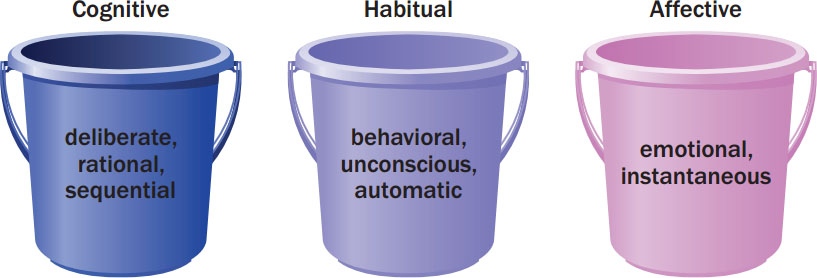 Cognitive
deliberate,
rational,
sequential
Habitual
behavioral,
unconscious,
automatic
Affective
emotional,
instantaneous